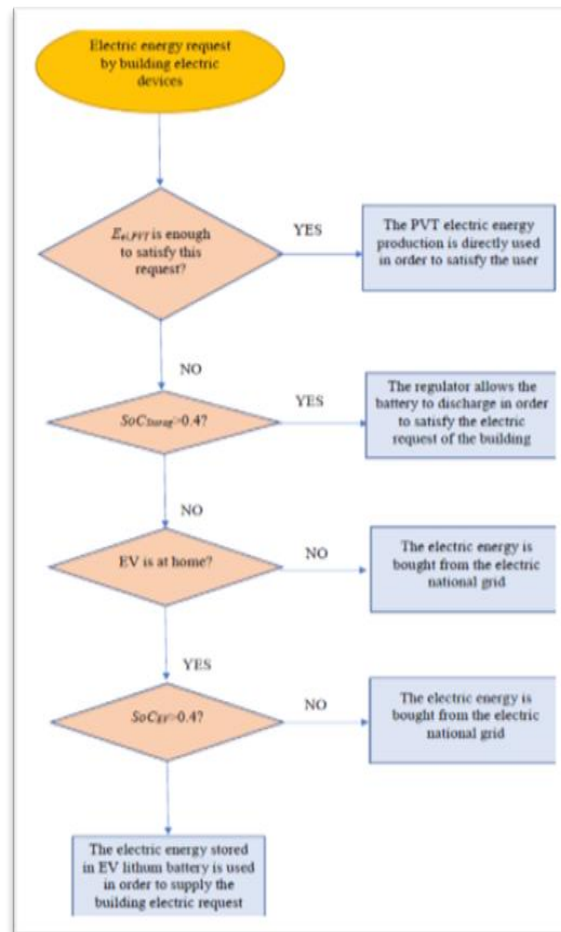 Electric energy request
by building electric
devices
E el,PVT is enough
to satisfy this
request?
YES
The PVT electric energy
production is directly used
in order to satisfy the user
NO
SoC >0.4?
YES
The regulator allows the
battery to discharge in order
to satisfy the electric
request of the building
NO
EV is at home?
NO
The electric energy is
bought from the electric
national grid
YES
SoC EV>0.4?
NO
The electric energy is
bought from the electric
national grid
The electric energy stored
in EV lithum battery is used
in order to supply the
building electric request